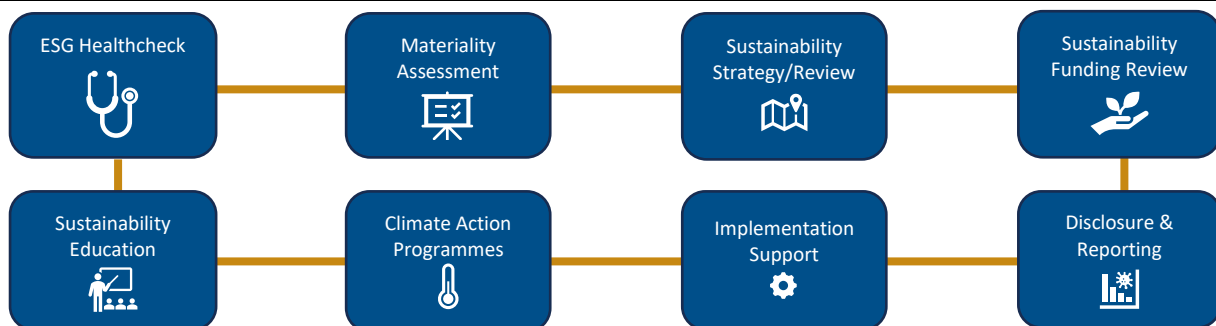 ESG Healthcheck
Materiality
Assessment
Sustainability
Strategy/Review
Sustainability
Funding Review
Sustainability
Education
Climate Action
Programmes
Implementation
Support
Disclosure &
Reporting